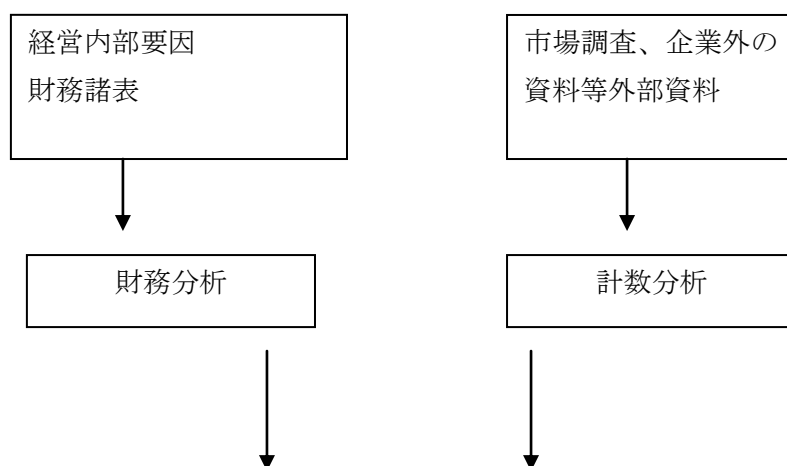 経営内部要因
財務諸表
市場調査、企業外の
資料等外部資料
財務分析
計数分析